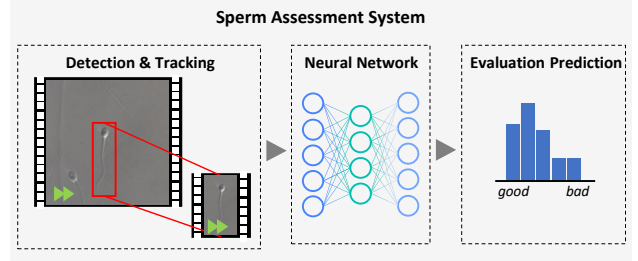 Sperm Assessment System
Detection & Tracking
Neural Network
Evaluation Prediction
good bad